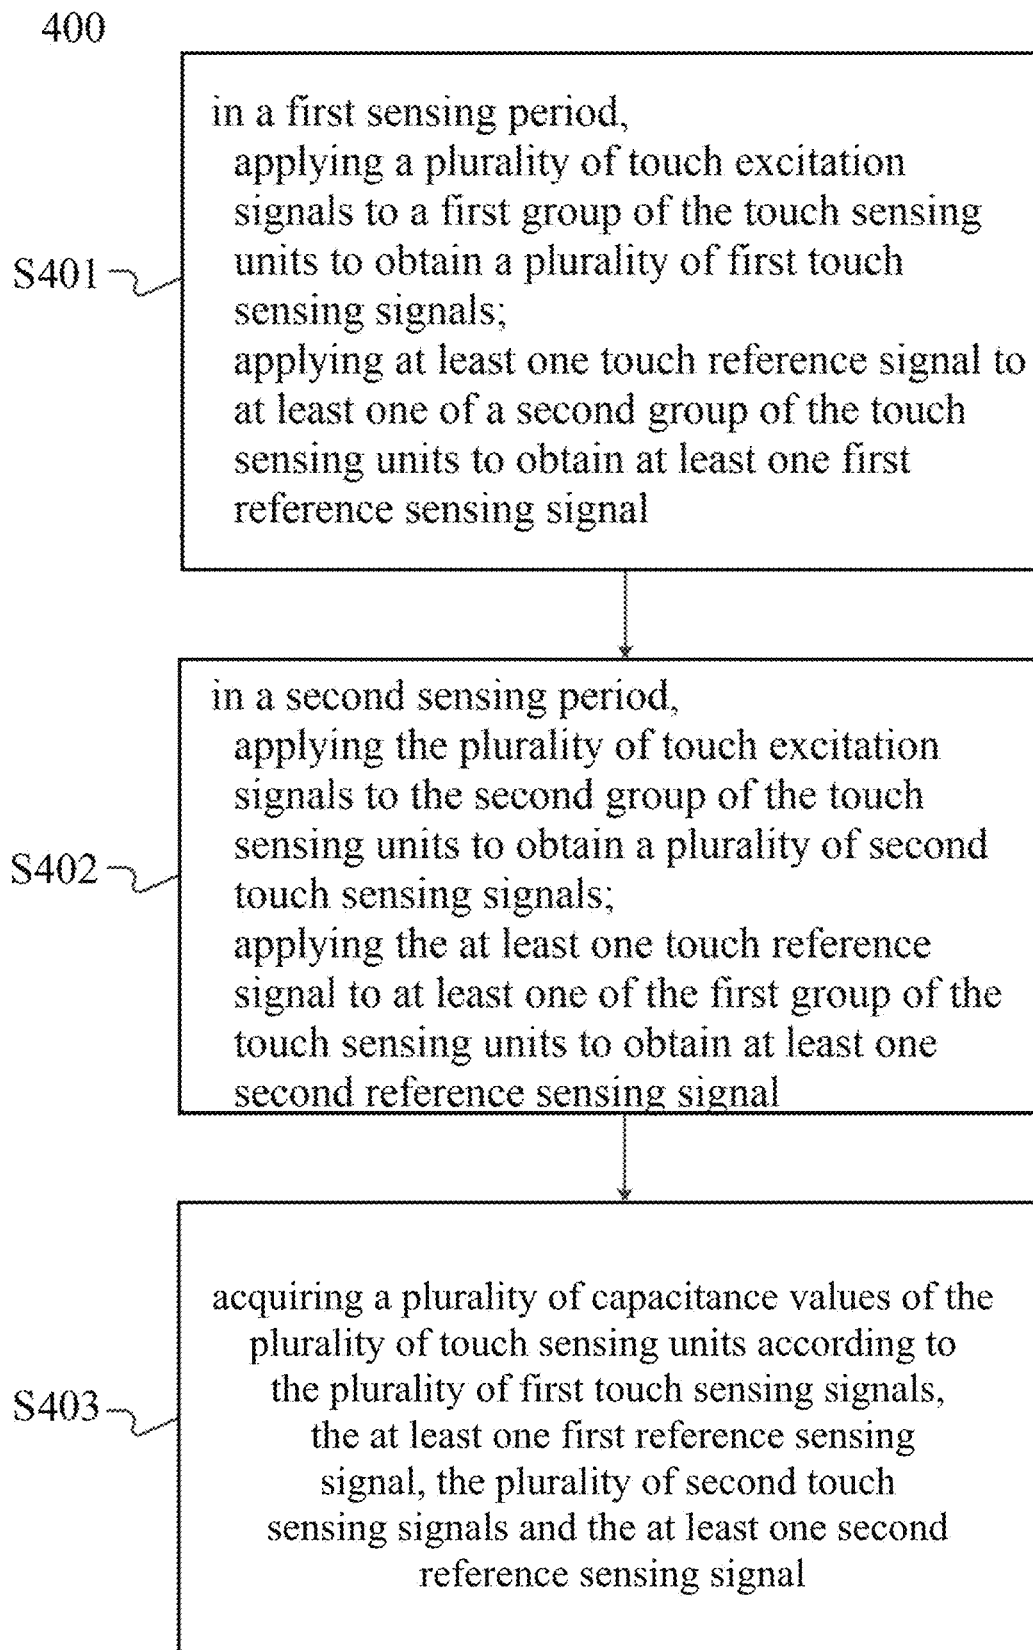 400
in a first sensing period,
applying a plurality of touch excitation
signals to a first group of the touch sensing
units to obtain a plurality of first touch
sensing signals;
applying at least one touch reference signal to
at least one of a second group of the touch
sensing units to obtain at least one first
reference sensing signal
S401
in a second sensing period,
applying the plurality of touch excitation
signals to the second group of the touch
sensing units to obtain a plurality of second
touch sensing signals;
applying the at least one touch reference
signal to at least one of the first group of the
touch sensing units to obtain at least one
second reference sensing signal
S402
acquiring a plurality of capacitance values of the
plurality of touch sensing units according to
the plurality of first touch sensing signals,
the at least one first reference sensing
signal, the plurality of second touch
sensing signals and the at least one second
reference sensing signal
S403